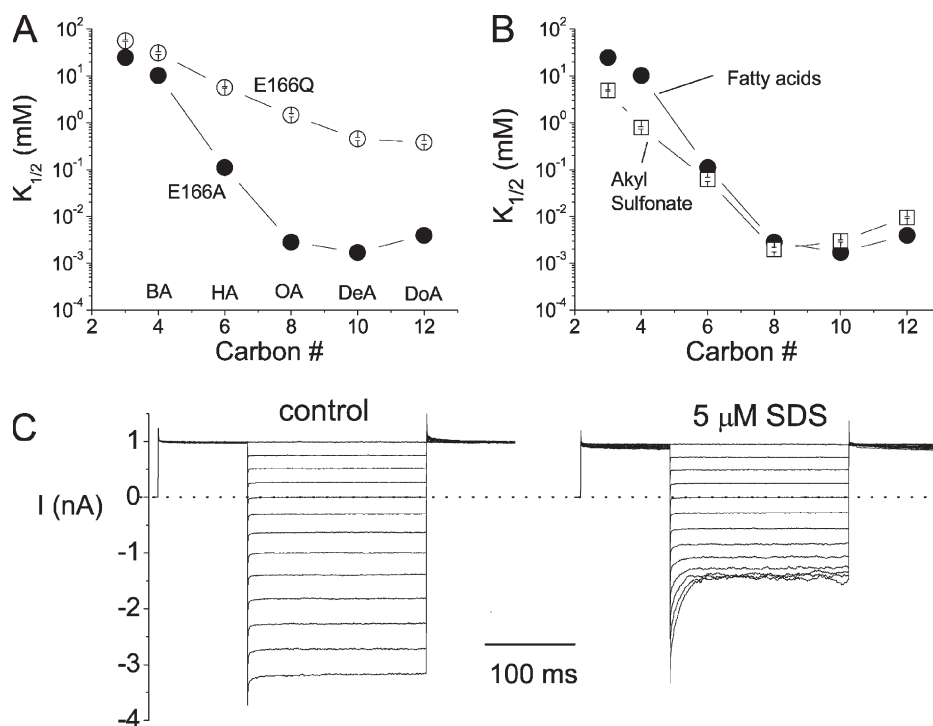 A
K1/2 (mM)
10^2
10^1
10^0
10^-1
10^-2
10^-3
10^-4
E166Q
E166A
BA HA OA DeA DoA
2 4 6 8 10 12
Carbon #
B
K1/2 (mM)
10^2
10^1
10^0
10^-1
10^-2
10^-3
10^-4
Fatty acids
Akyl
Sulfonate
2 4 6 8 10 12
Carbon #
C
control
5 μM SDS
I (nA)
1
0
-1
-2
-3
-4
100 ms